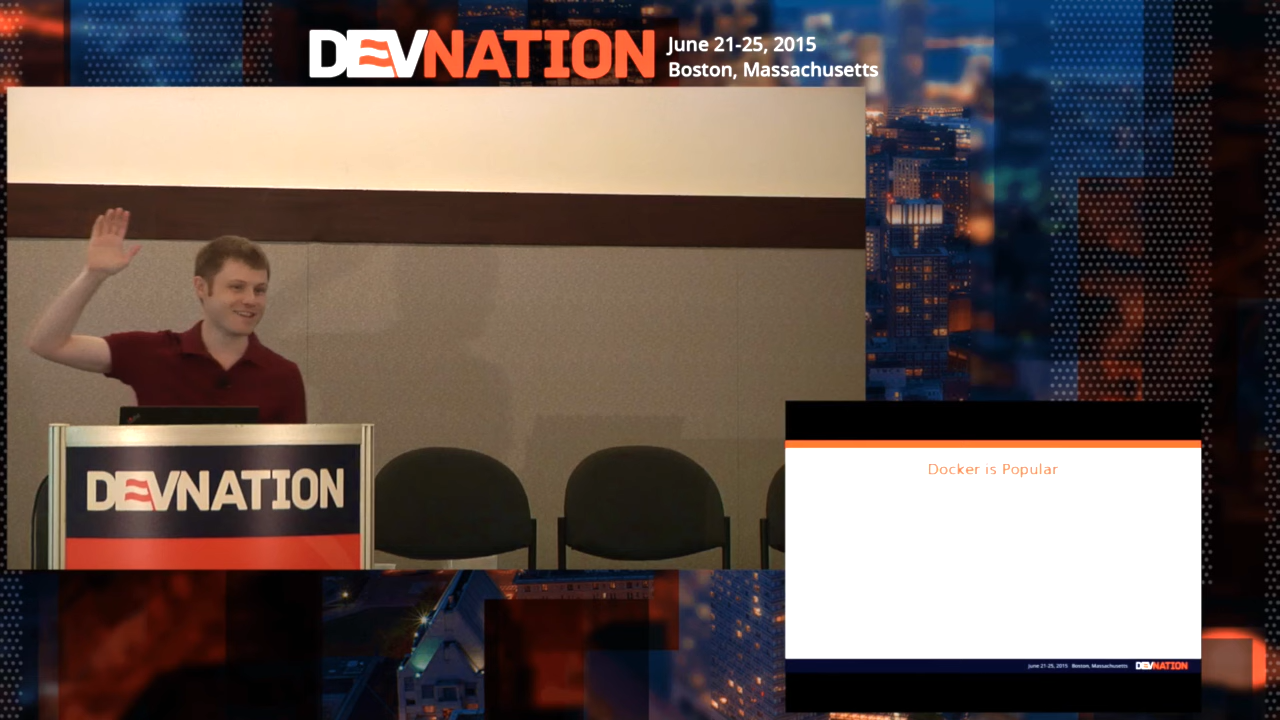 DEVNATION
June 21-25, 2015
Boston, Massachusetts
DEVNATION
Docker is Popular
June 21-25, 2015 Boston, Massachusetts DEVNATION